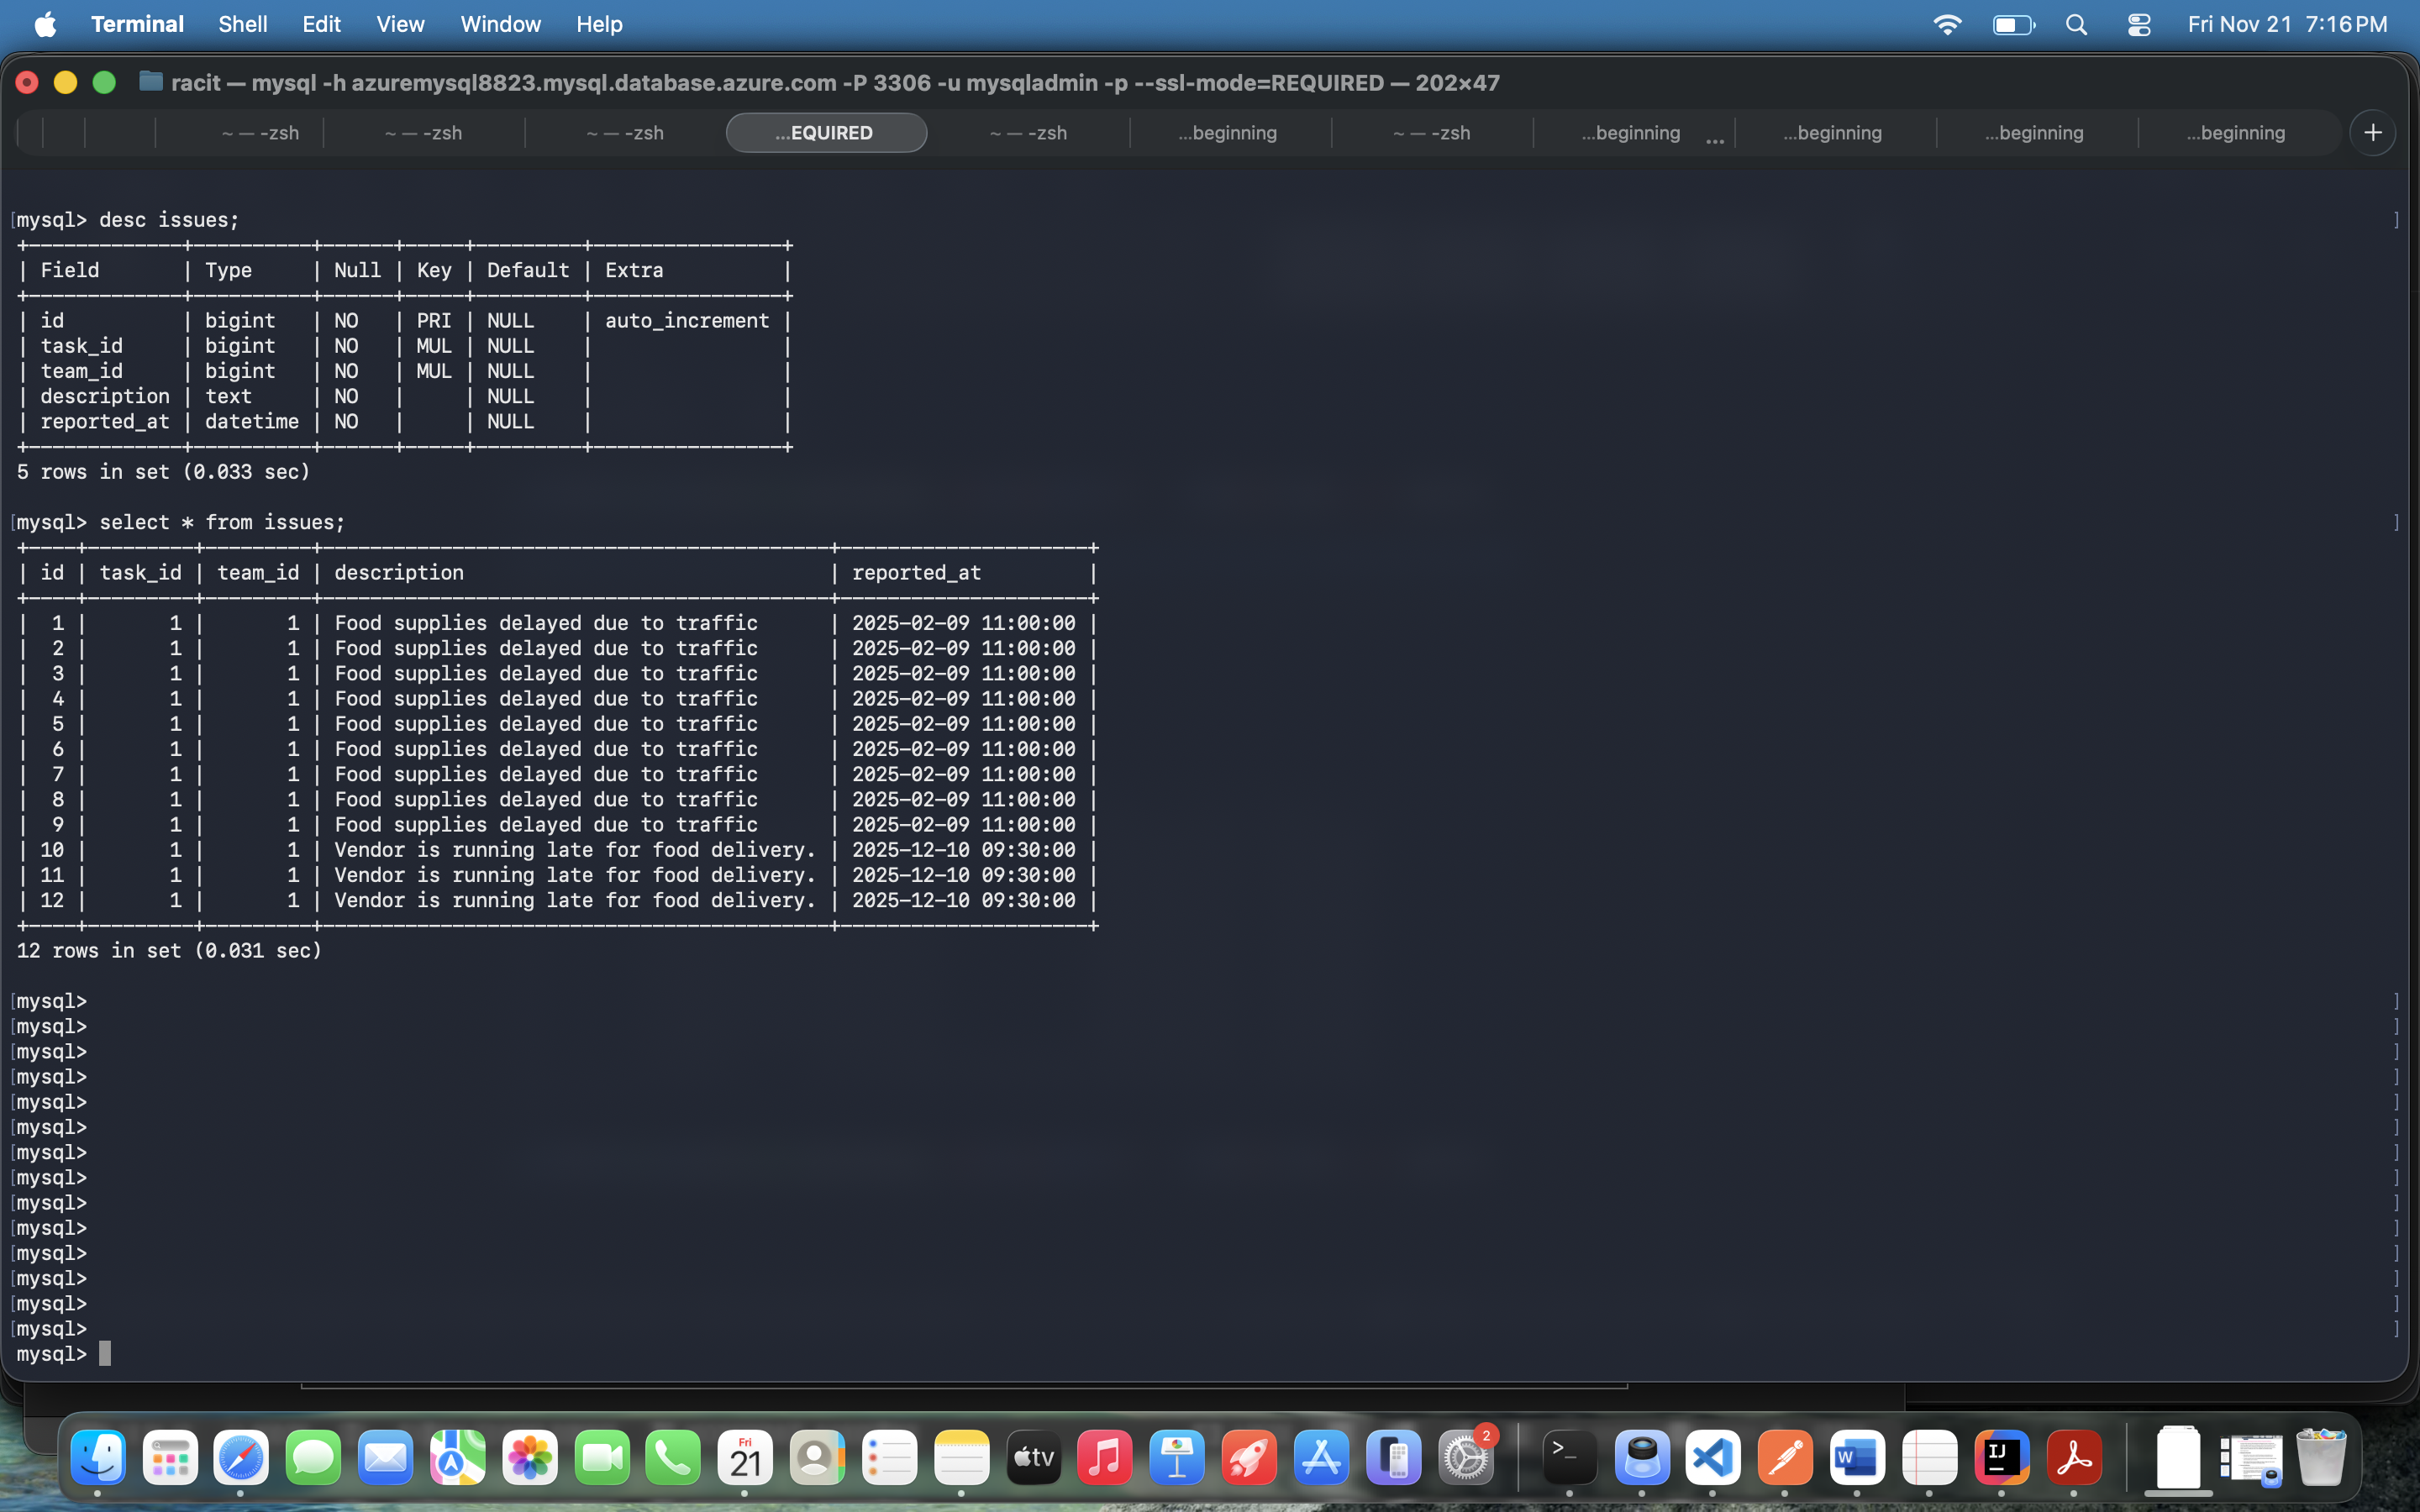 Terminal Shell Edit View Window Help Fri Nov 21 7:16 PM
racit — mysql -h azuremysql8823.mysql.database.azure.com -P 3306 -u mysqladmin -p --ssl-mode=REQUIRED — 202×47
~ — -zsh ~ — -zsh ~ — -zsh ...EQUIRED ~ — -zsh ...beginning ~ — -zsh ...beginning ... ...beginning ...beginning ...beginning +
[mysql> desc issues; ]
+-------------+----------+------+-----+---------+----------------+
| Field       | Type     | Null | Key | Default | Extra          |
+-------------+----------+------+-----+---------+----------------+
| id          | bigint   | NO   | PRI | NULL    | auto_increment |
| task_id     | bigint   | NO   | MUL | NULL    |                |
| team_id     | bigint   | NO   | MUL | NULL    |                |
| description | text     | NO   |     | NULL    |                |
| reported_at | datetime | NO   |     | NULL    |                |
+-------------+----------+------+-----+---------+----------------+
5 rows in set (0.033 sec)
[mysql> select * from issues; ]
+----+---------+---------+-------------------------------------------+---------------------+
| id | task_id | team_id | description                               | reported_at         |
+----+---------+---------+-------------------------------------------+---------------------+
|  1 |       1 |       1 | Food supplies delayed due to traffic      | 2025-02-09 11:00:00 |
|  2 |       1 |       1 | Food supplies delayed due to traffic      | 2025-02-09 11:00:00 |
|  3 |       1 |       1 | Food supplies delayed due to traffic      | 2025-02-09 11:00:00 |
|  4 |       1 |       1 | Food supplies delayed due to traffic      | 2025-02-09 11:00:00 |
|  5 |       1 |       1 | Food supplies delayed due to traffic      | 2025-02-09 11:00:00 |
|  6 |       1 |       1 | Food supplies delayed due to traffic      | 2025-02-09 11:00:00 |
|  7 |       1 |       1 | Food supplies delayed due to traffic      | 2025-02-09 11:00:00 |
|  8 |       1 |       1 | Food supplies delayed due to traffic      | 2025-02-09 11:00:00 |
|  9 |       1 |       1 | Food supplies delayed due to traffic      | 2025-02-09 11:00:00 |
| 10 |       1 |       1 | Vendor is running late for food delivery. | 2025-12-10 09:30:00 |
| 11 |       1 |       1 | Vendor is running late for food delivery. | 2025-12-10 09:30:00 |
| 12 |       1 |       1 | Vendor is running late for food delivery. | 2025-12-10 09:30:00 |
+----+---------+---------+-------------------------------------------+---------------------+
12 rows in set (0.031 sec)
[mysql> ]
[mysql> ]
[mysql> ]
[mysql> ]
[mysql> ]
[mysql> ]
[mysql> ]
[mysql> ]
[mysql> ]
[mysql> ]
[mysql> ]
[mysql> ]
[mysql> ]
[mysql> ]
mysql>
Fri
21
tv
2
>_
W
IJ